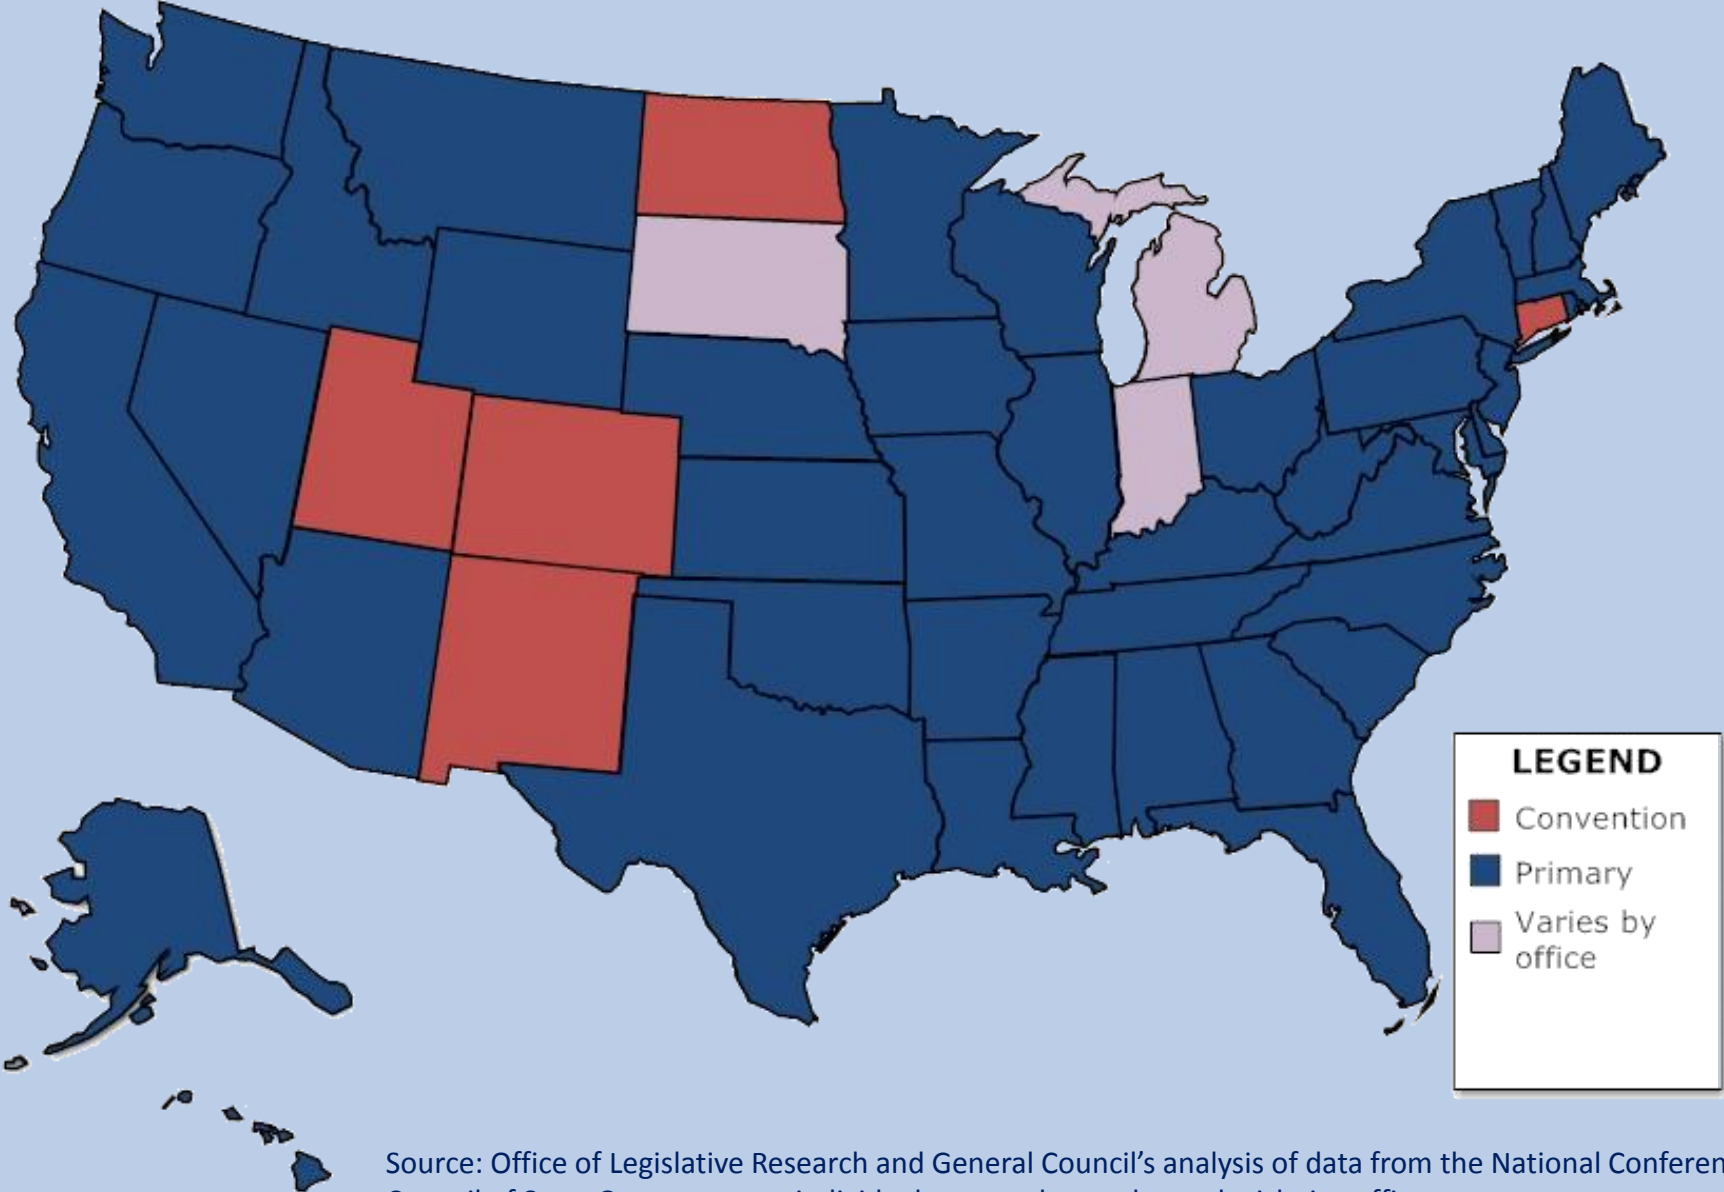 LEGEND
Convention
Primary
Varies by
office
Source: Office of Legislative Research and General Council’s analysis of data from the National Conferen